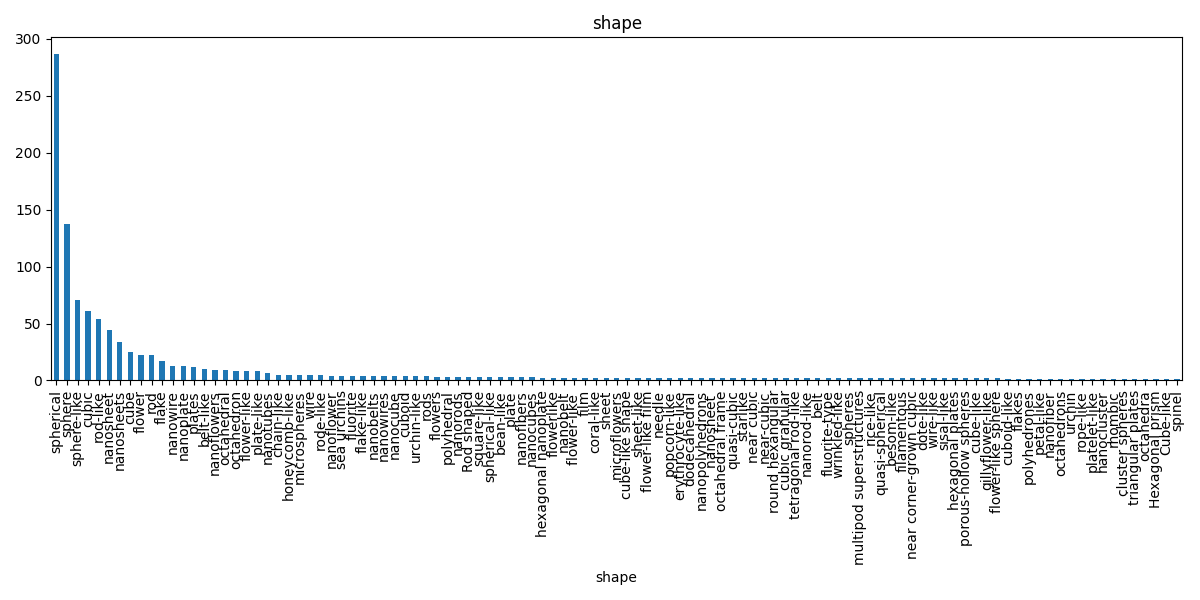 shape
300
250
200
150
100
50
0
spherical
sphere
sphere-like
cubic
rod-like
nanosheet
nanosheets
cube
flower
rod
flake
nanowire
nanoplate
plates
belt-like
nanoflowers
octahedral
octahedron
flower-like
plate-like
nanotubes
chain-like
honeycomb-like
microspheres
wire
rode-like
nanoflower
sea urchins
fluorite
flake-like
nanobelts
nanowires
nanocube
cuboid
urchin-like
rods
flowers
polyhedral
nanorods
Rod shaped
square-like
spherical-like
bean-like
plate
nanofibers
nanocubes
hexagonal nanoplate
flowerlike
nanobelt
flower-like
film
coral-like
sheet
microflowers
cube-like shape
sheet-like
flower-like film
needle
popcorn-like
erythrocyte-like
dodecahedral
nanopolyhedron
nanosheet
octahedral frame
quasi-cubic
strake
near cubic
near-cubic
round hexangular
cubic granular
tetragonal rod-like
nanorod-like
belt
fluorite-type
wrinkled-like
spheres
multipod superstructures
quasi-spherical
rice-like
besom-like
filamentous
near corner-grown cubic
dot-like
wire-like
sisal-like
hexagonal plate
porous-hollow spheres
cube-like
gillyflower-like
flower-like sphere
cuboid-like
flakes
polyhedrones
petal-like
nanofiber
octahedrons
urchin
rope-like
platelet-like
nanocluster
rhombic
cluster spheres
triangular plates
octahedra
Hexagonal prism
Cube-like
spinel
shape